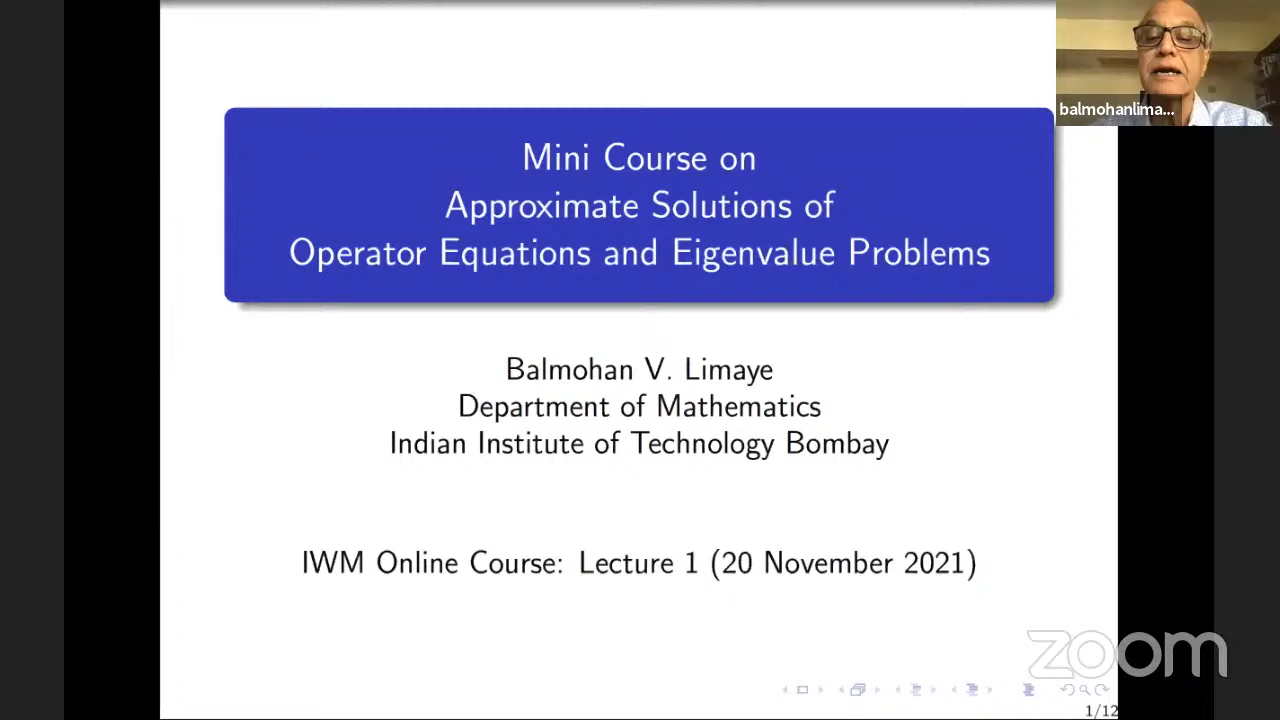 Mini Course on
Approximate Solutions of
Operator Equations and Eigenvalue Problems
balmohanlima...
Balmohan V. Limaye
Department of Mathematics
Indian Institute of Technology Bombay
IWM Online Course: Lecture 1 (20 November 2021)
zoom
1/12